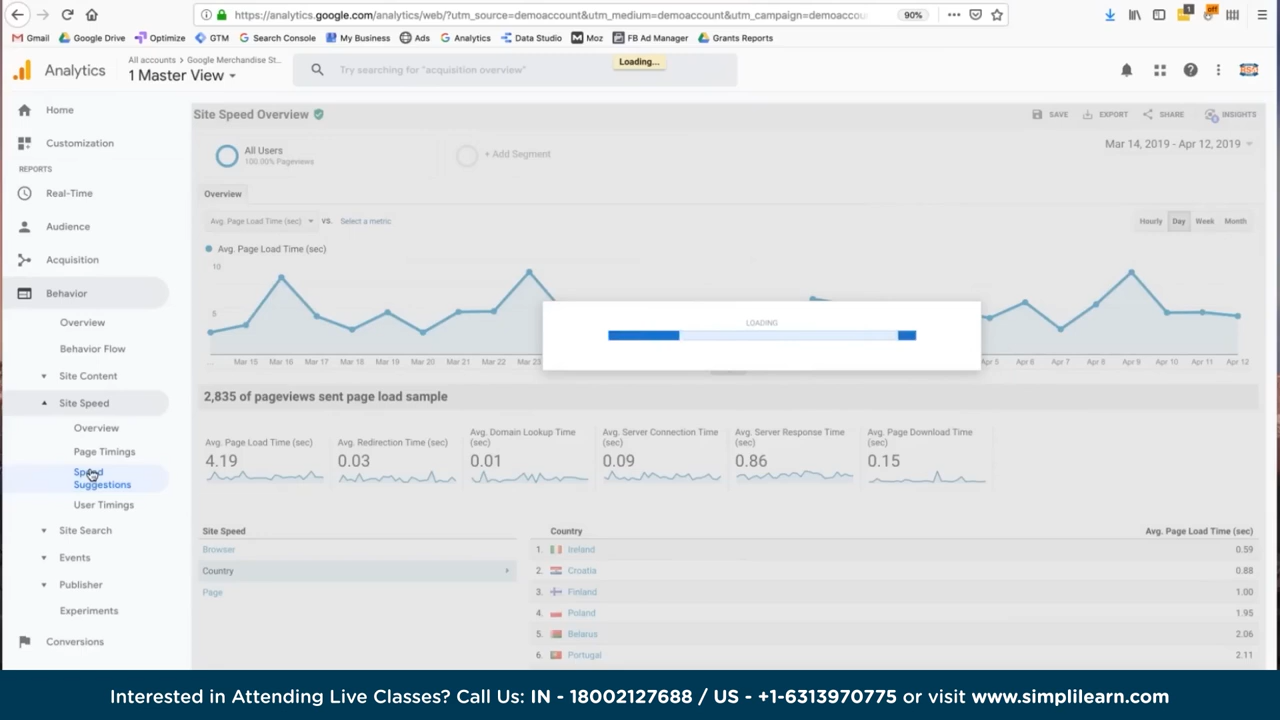 https://analytics.google.com/analytics/web/?utm_source=demoaccount&utm_medium=demoaccount&utm_campaign=demoaccou
90%
1
off
Gmail
Google Drive
Optimize
GTM
Search Console
My Business
Ads
Analytics
Data Studio
Moz
FB Ad Manager
Grants Reports
Analytics
All accounts > Google Merchandise St...
1 Master View
Try searching for "acquisition overview"
Loading...
Home
Customization
REPORTS
Real-Time
Audience
Acquisition
Behavior
Overview
Behavior Flow
Site Content
Site Speed
Overview
Page Timings
Speed
Suggestions
User Timings
Site Search
Events
Publisher
Experiments
Conversions
Site Speed Overview
SAVE
EXPORT
SHARE
INSIGHTS
All Users
100.00% Pageviews
+ Add Segment
Mar 14, 2019 - Apr 12, 2019
Overview
Avg. Page Load Time (sec)
VS.
Select a metric
Hourly
Day
Week
Month
Avg. Page Load Time (sec)
10
5
...
Mar 15
Mar 16
Mar 17
Mar 18
Mar 19
Mar 20
Mar 21
Mar 22
Mar 23
Apr 5
Apr 6
Apr 7
Apr 8
Apr 9
Apr 10
Apr 11
Apr 12
LOADING
2,835 of pageviews sent page load sample
Avg. Page Load Time (sec)
4.19
Avg. Redirection Time (sec)
0.03
Avg. Domain Lookup Time
(sec)
0.01
Avg. Server Connection Time
(sec)
0.09
Avg. Server Response Time
(sec)
0.86
Avg. Page Download Time
(sec)
0.15
Site Speed
Browser
Country
Page
Country
Avg. Page Load Time (sec)
1. Ireland 0.59
2. Croatia 0.88
3. Finland 1.00
4. Poland 1.95
5. Belarus 2.06
6. Portugal 2.11
Interested in Attending Live Classes? Call Us: IN - 18002127688 / US - +1-6313970775 or visit www.simplilearn.com